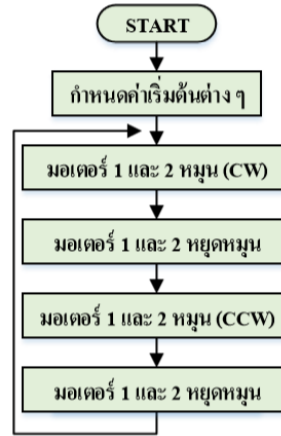 START
กำหนดค่าเริ่มต้นต่าง ๆ
มอเตอร์ 1 และ 2 หมุน (CW)
มอเตอร์ 1 และ 2 หยุดหมุน
มอเตอร์ 1 และ 2 หมุน (CCW)
มอเตอร์ 1 และ 2 หยุดหมุน